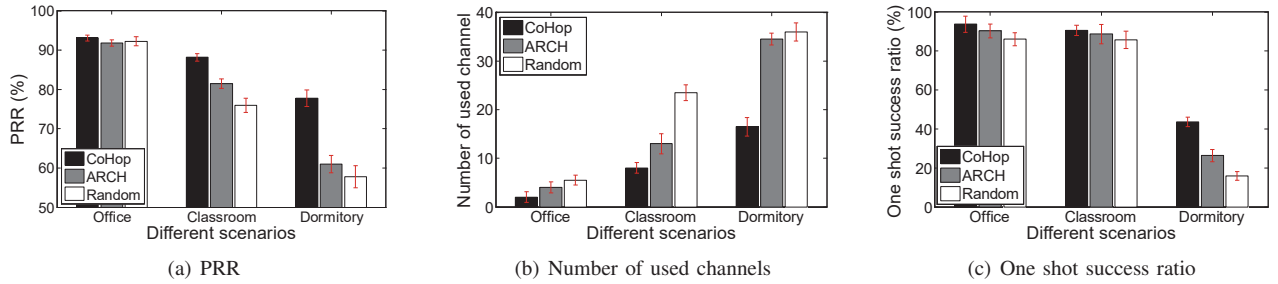 100
90
80
70
60
50
PRR (%)
CoHop
ARCH
Random
Office Classroom Dormitory
Different scenarios
(a) PRR
40
30
20
10
0
Number of used channel
CoHop
ARCH
Random
Office Classroom Dormitory
Different scenarios
(b) Number of used channels
100
80
60
40
20
0
One shot success ratio (%)
CoHop
ARCH
Random
Office Classroom Dormitory
Different scenarios
(c) One shot success ratio